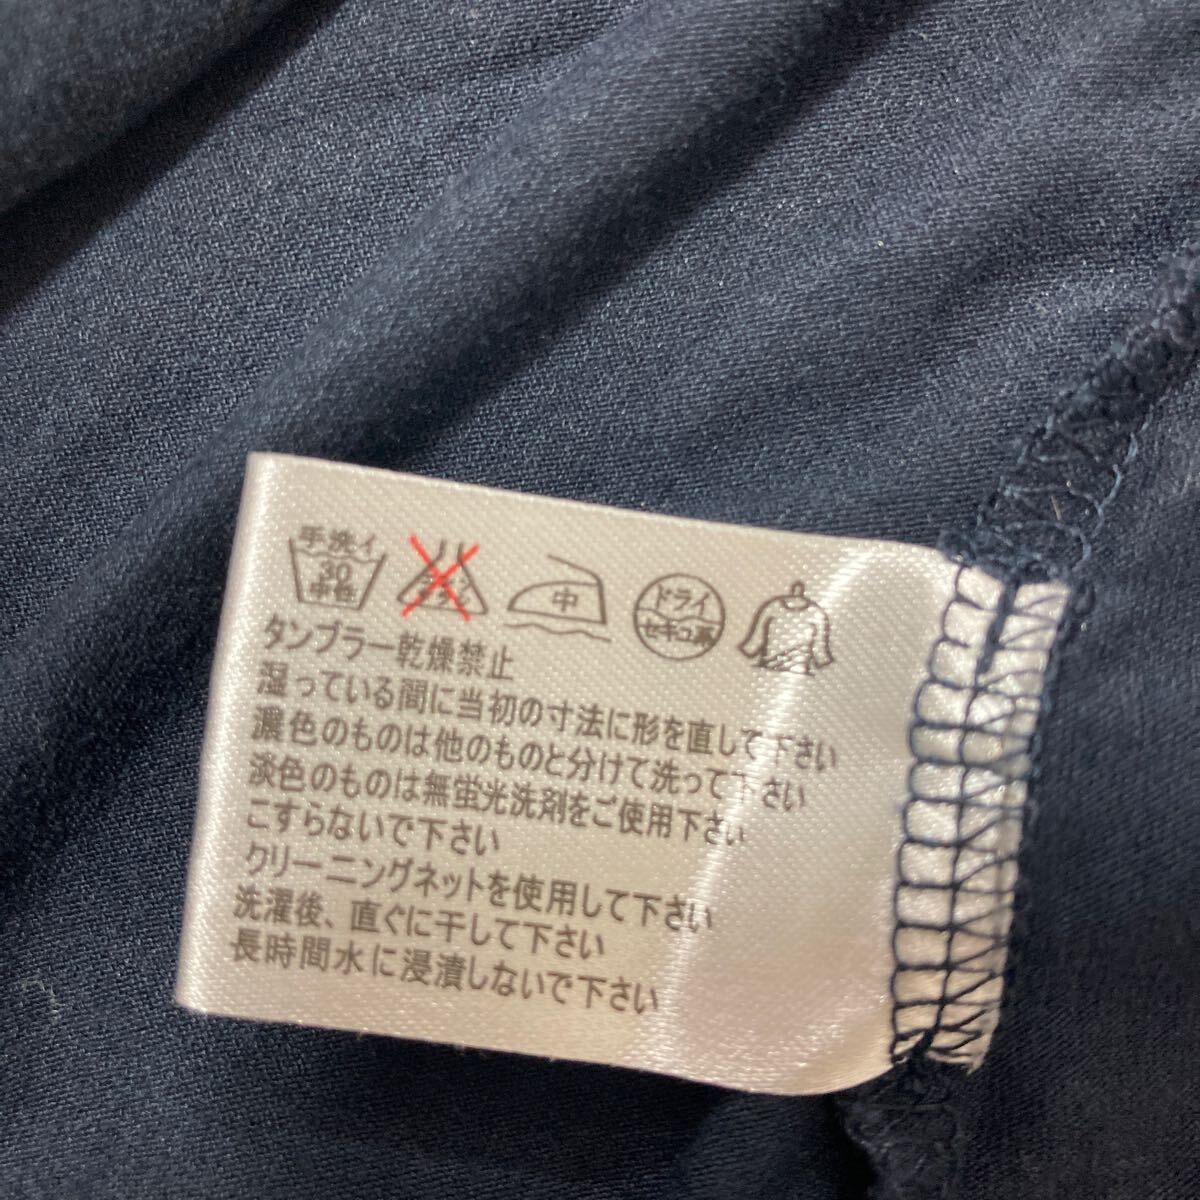 手洗イ
30
中性
中
ドライ
セキユ系
タンブラー乾燥禁止
湿っている間に当初の寸法に形を直して下さい
濃色のものは他のものと分けて洗って下さい
淡色のものは無蛍光洗剤をご使用下さい
こすらないで下さい
クリーニングネットを使用して下さい
洗濯後、直ぐに干して下さい
長時間水に浸漬しないで下さい